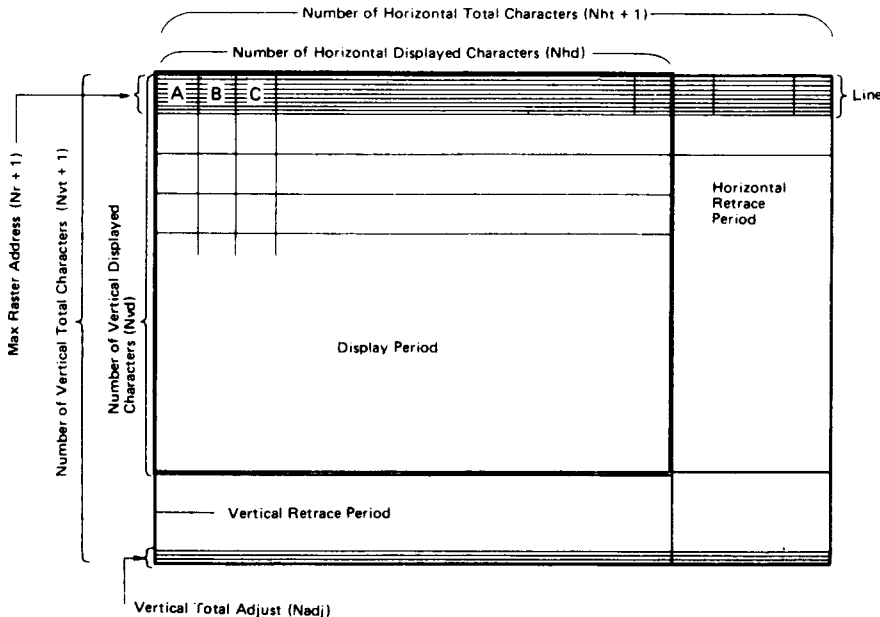 Number of Horizontal Total Characters (Nht + 1)
Number of Horizontal Displayed Characters (Nhd)
A B C
Line
Max Raster Address (Nr + 1)
Number of Vertical Total Characters (Nvt + 1)
Number of Vertical Displayed
Characters (Nvd)
Horizontal
Retrace
Period
Display Period
Vertical Retrace Period
Vertical Total Adjust (Nadj)